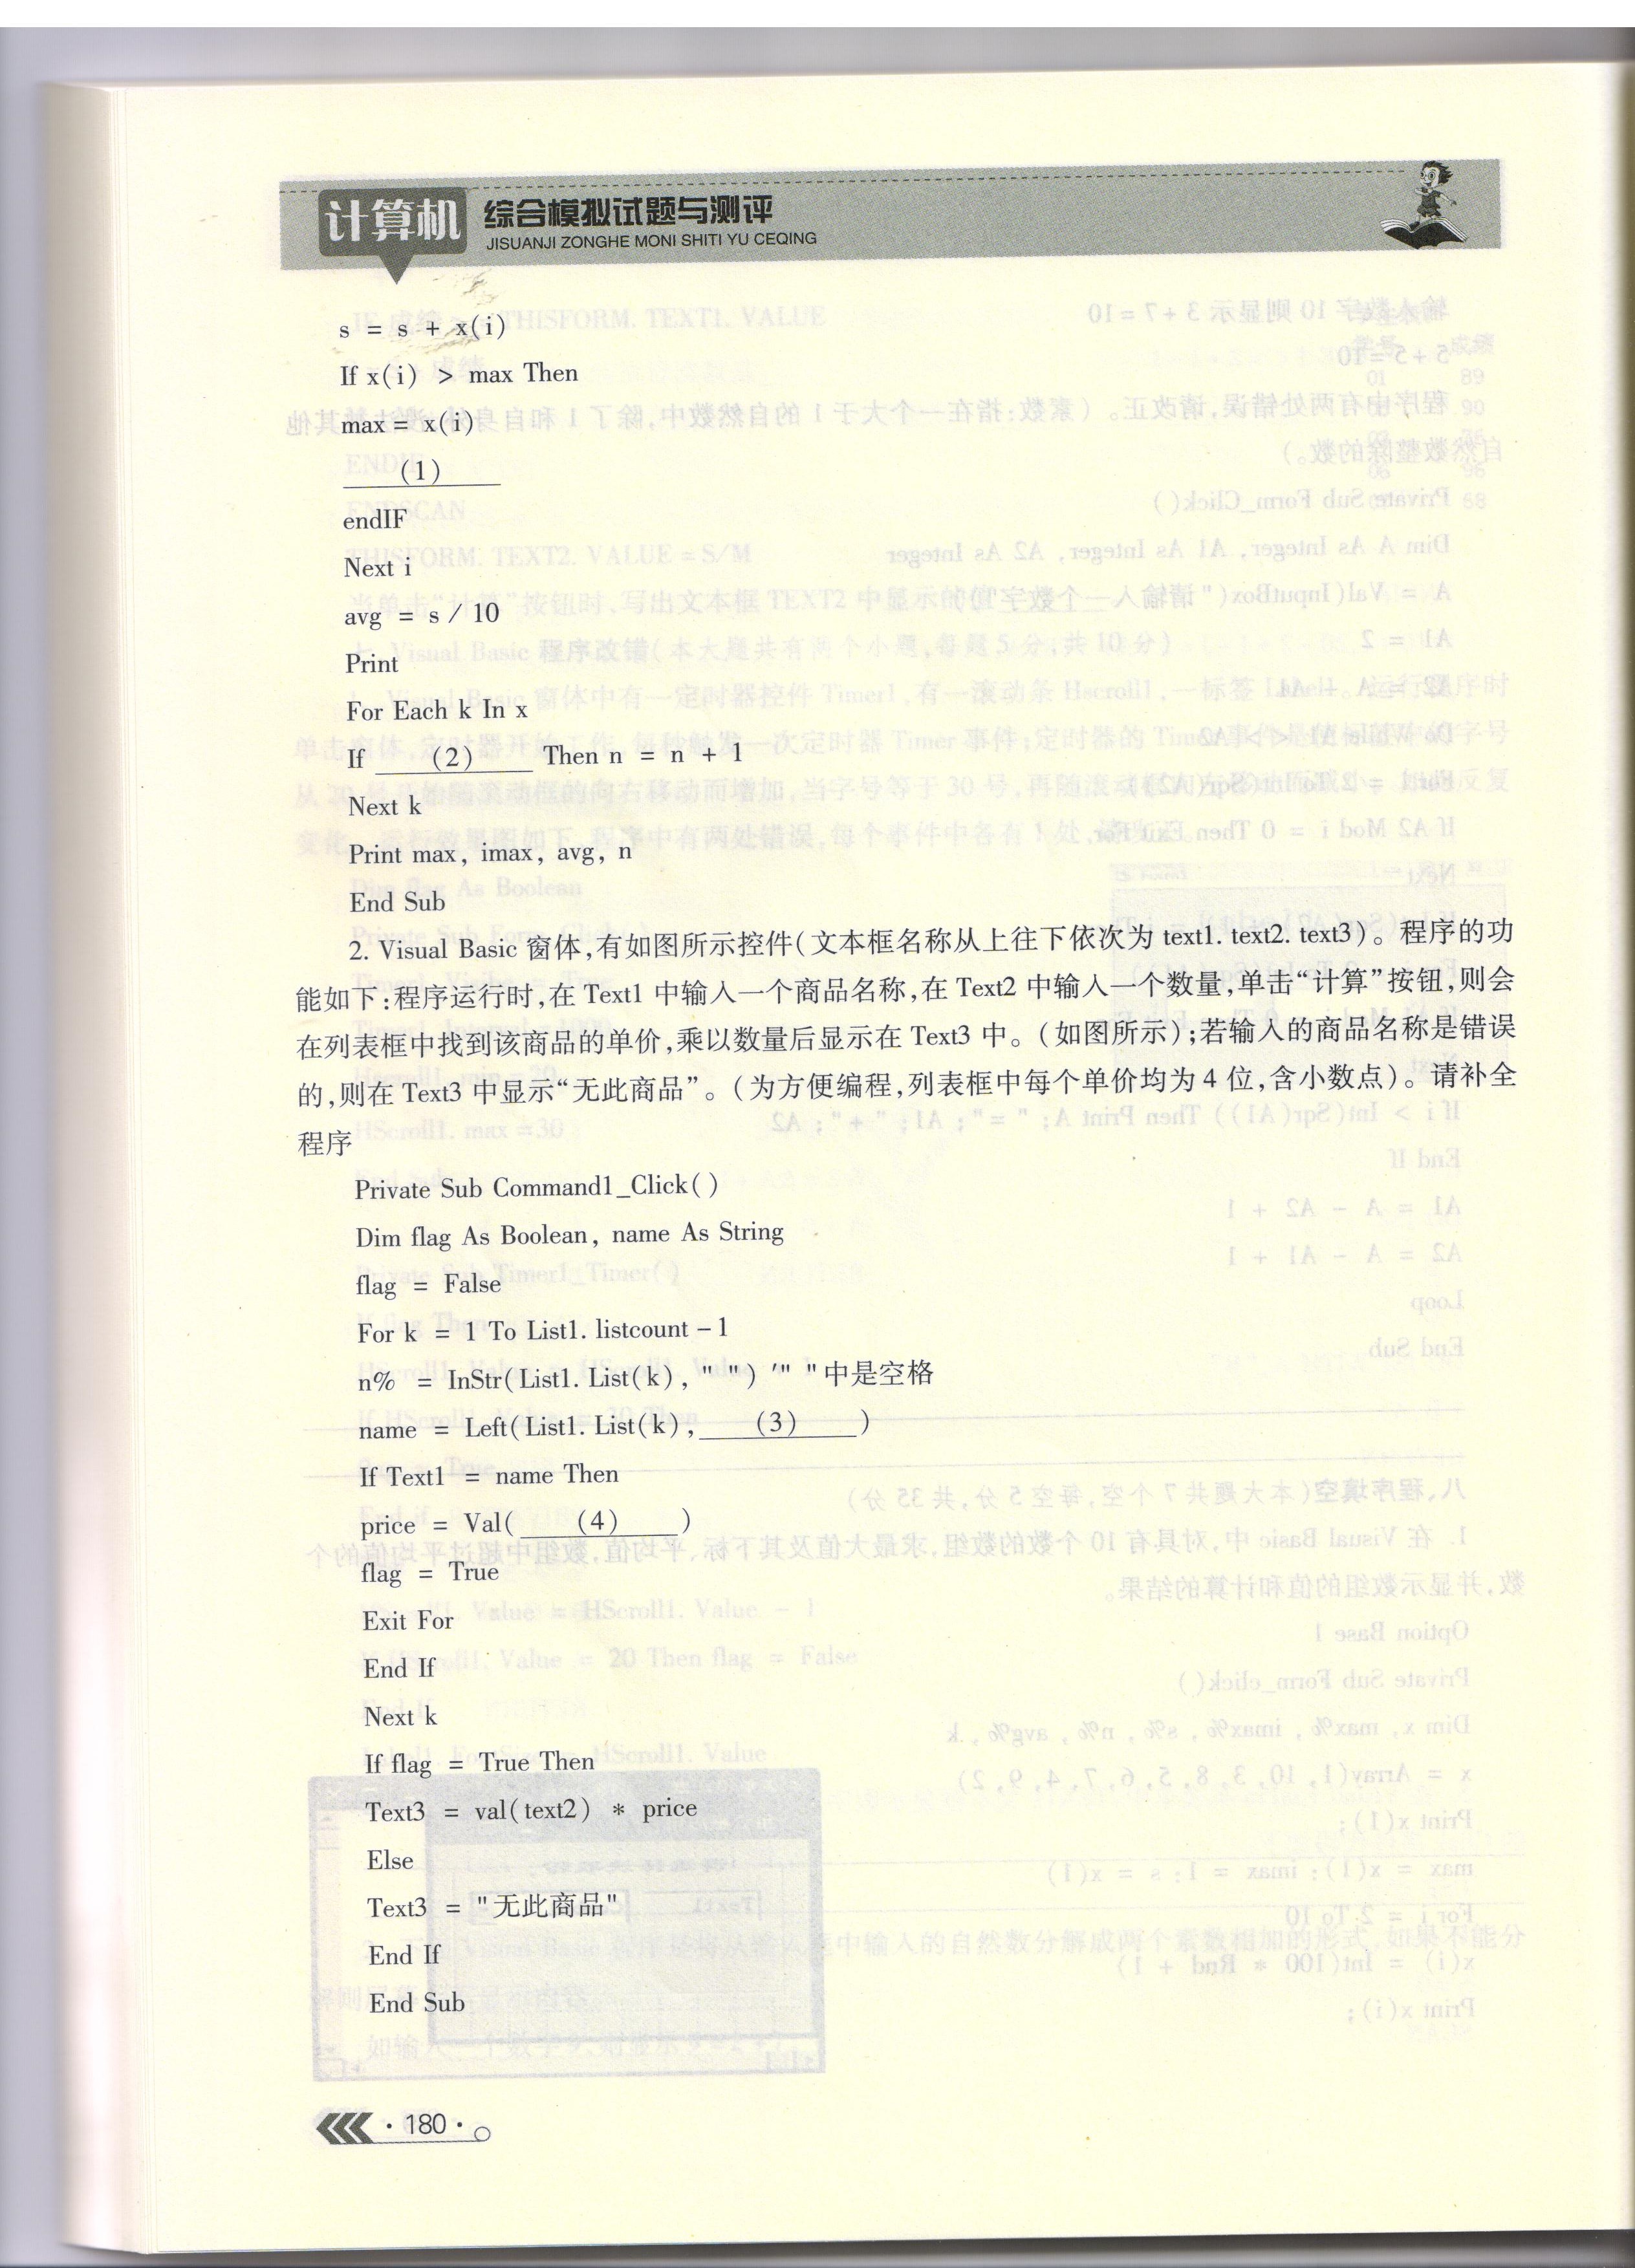 计算机 综合模拟试题与测评
JISUANJI ZONGHE MONI SHITI YU CEQING
s = s + x(i)
If x(i) > max Then
max = x(i)
(1)
endIF
Next i
avg = s / 10
Print
For Each k In x
If (2) Then n = n + 1
Next k
Print max, imax, avg, n
End Sub
2. Visual Basic 窗体,有如图所示控件(文本框名称从上往下依次为 text1. text2. text3)。程序的功
能如下:程序运行时,在 Text1 中输入一个商品名称,在 Text2 中输入一个数量,单击“计算”按钮,则会
在列表框中找到该商品的单价,乘以数量后显示在 Text3 中。(如图所示);若输入的商品名称是错误
的,则在 Text3 中显示“无此商品”。(为方便编程,列表框中每个单价均为 4 位,含小数点)。请补全
程序
Private Sub Command1_Click( )
Dim flag As Boolean, name As String
flag = False
For k = 1 To List1. listcount -1
n% = InStr(List1. List(k), " ") '" "中是空格
name = Left(List1. List(k), (3) )
If Text1 = name Then
price = Val( (4) )
flag = True
Exit For
End If
Next k
If flag = True Then
Text3 = val(text2) * price
Else
Text3 = "无此商品"
End If
End Sub
·180·